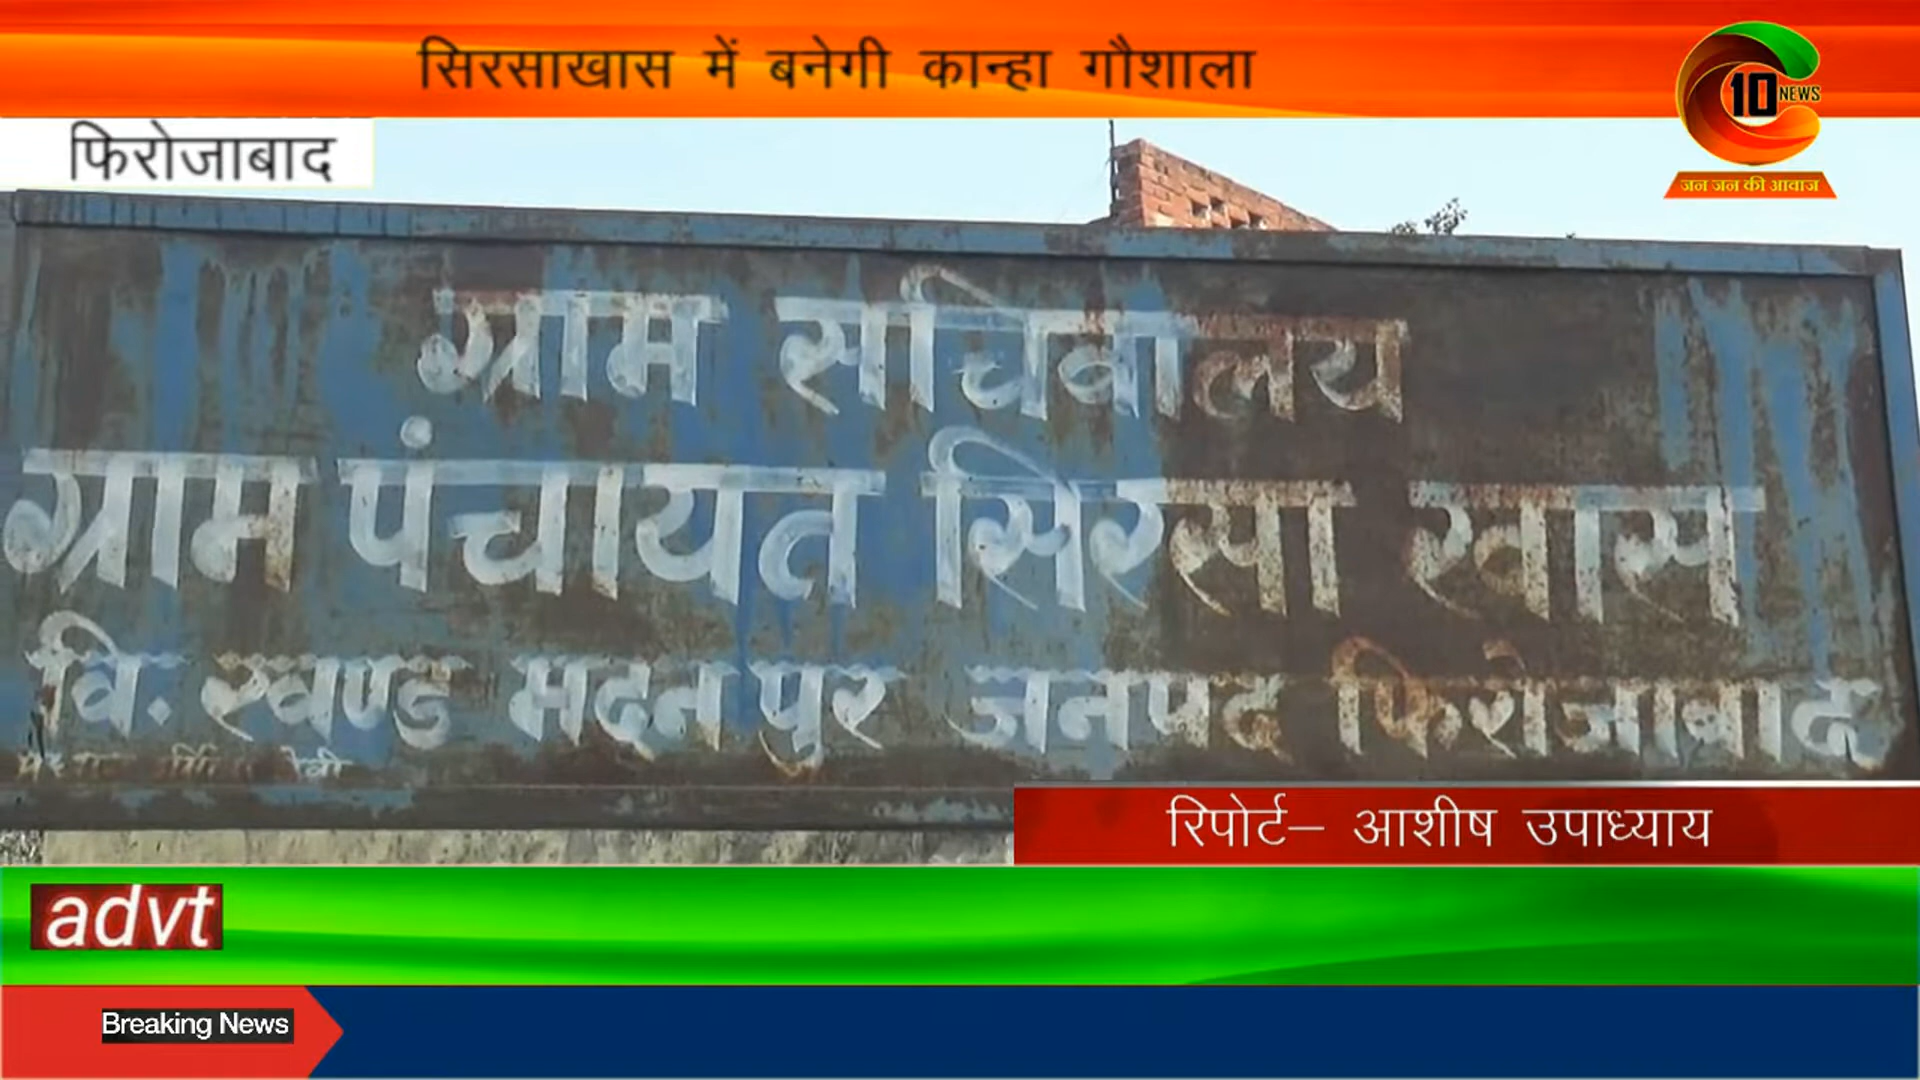 सिरसाखास में बनेगी कान्हा गौशाला
10 NEWS
जन जन की आवाज
फिरोजाबाद
ग्राम सचिवालय
ग्राम पंचायत सिरसा खास
वि. खण्ड मदनपुर जनपद फिरोजाबाद
रिपोर्ट– आशीष उपाध्याय
advt
Breaking News